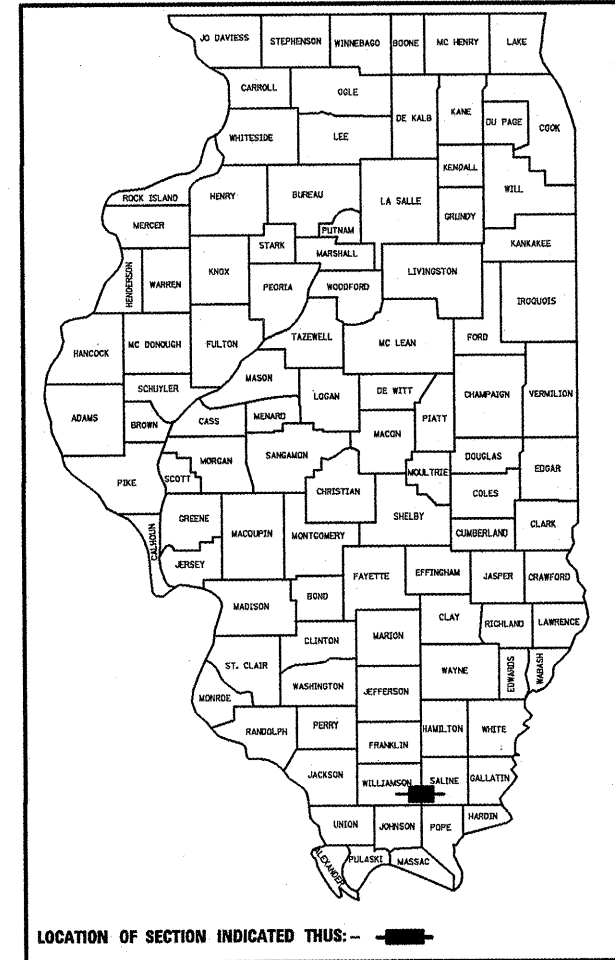 JO DAVIESS STEPHENSON WINNEBAGO BOONE MC HENRY LAKE
CARROLL OGLE DE KALB KANE DU PAGE COOK
WHITESIDE LEE
KENDALL WILL
ROCK ISLAND HENRY BUREAU LA SALLE GRUNDY
MERCER PUTNAM
STARK MARSHALL KANKAKEE
HENDERSON WARREN KNOX PEORIA WOODFORD LIVINGSTON IROQUOIS
HANCOCK MC DONOUGH FULTON TAZEWELL MC LEAN FORD
MASON
SCHUYLER LOGAN DE WITT CHAMPAIGN VERMILION
ADAMS BROWN CASS MENARD PIATT
MACON
MORGAN SANGAMON DOUGLAS EDGAR
PIKE SCOTT CHRISTIAN MOULTRIE COLES
GREENE MACOUPIN MONTGOMERY SHELBY CUMBERLAND CLARK
CALHOUN JERSEY
FAYETTE EFFINGHAM JASPER CRAWFORD
MADISON BOND
CLAY RICHLAND LAWRENCE
CLINTON MARION
ST. CLAIR WAYNE EDWARDS WABASH
WASHINGTON JEFFERSON
MONROE
RANDOLPH PERRY HAMILTON WHITE
FRANKLIN
JACKSON WILLIAMSON SALINE GALLATIN
UNION JOHNSON POPE HARDIN
ALEXANDER PULASKI MASSAC
LOCATION OF SECTION INDICATED THUS:-